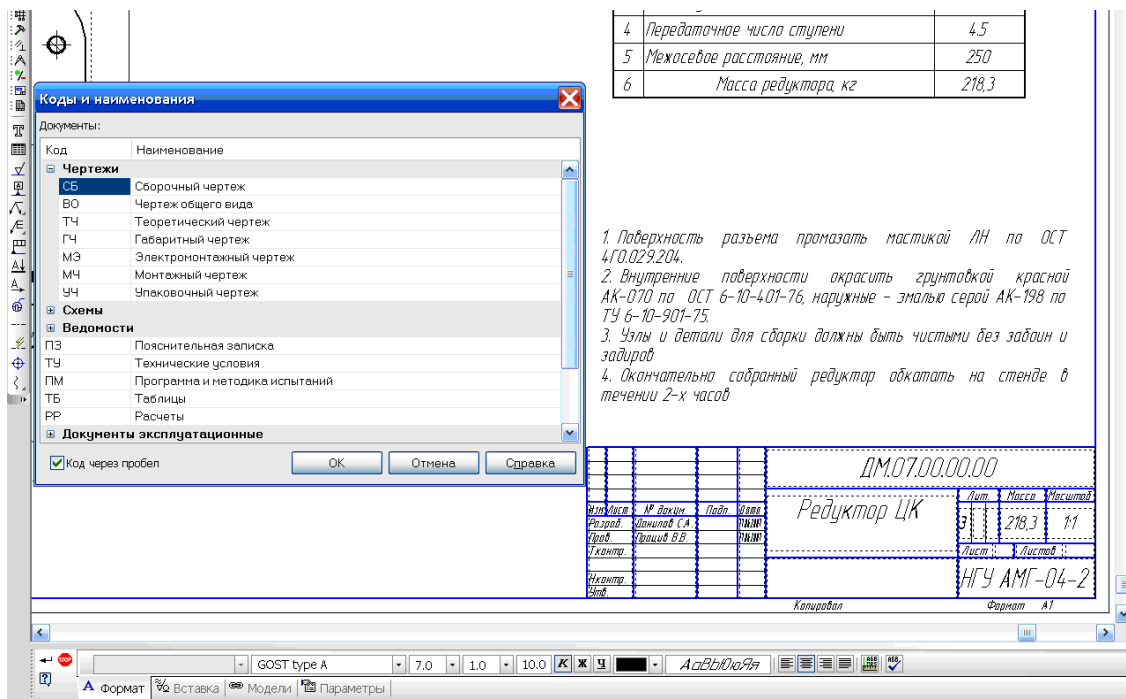 4 Передаточное число ступени 4.5
5 Межосевое расстояние, мм 250
6 Масса редуктора, кг 218,3
Коды и наименования
Документы:
Код Наименование
Чертежи
СБ Сборочный чертеж
ВО Чертеж общего вида
ТЧ Теоретический чертеж
ГЧ Габаритный чертеж
МЭ Электромонтажный чертеж
МЧ Монтажный чертеж
УЧ Упаковочный чертеж
Схемы
Ведомости
ПЗ Пояснительная записка
ТУ Технические условия
ПМ Программа и методика испытаний
ТБ Таблицы
РР Расчеты
Документы эксплуатационные
Код через пробел OK Отмена Справка
1. Поверхность разъема промазать мастикой ЛН по ОСТ
4ГО.029.204.
2. Внутренние поверхности окрасить грунтовкой красной
АК-070 по ОСТ 6-10-401-76, наружные - эмалью серой АК-198 по
ТУ 6-10-901-75.
3. Узлы и детали для сборки должны быть чистыми без забоин и
задиров
4. Окончательно собранный редуктор обкатать на стенде в
течении 2-х часов
ДМ.07.00.00.00
Редуктор ЦК
Лит. Масса Масштаб
Э 218,3 1:1
Изм. Лист № докум. Подп. Дата
Разраб. Данилов С.А.
Пров. Процив В.В.
Т.контр.
Лист Листов
Н.контр.
Утв.
НГУ АМГ-04-2
Копировал Формат А1
STOP GOST type A 7.0 1.0 10.0 К Ж Ч АаВbЮюЯя
Формат Вставка Модели Параметры